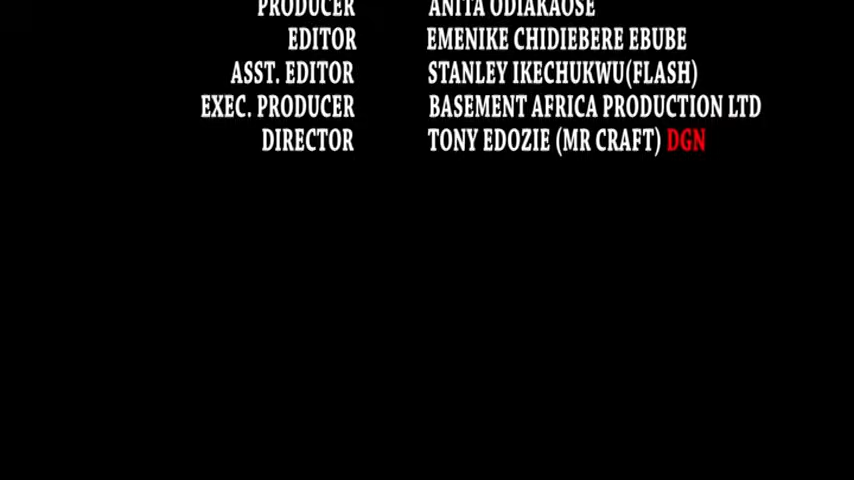 PRODUCER ANITA ODIAKAOSE
EDITOR EMENIKE CHIDIEBERE EBUBE
ASST. EDITOR STANLEY IKECHUKWU(FLASH)
EXEC. PRODUCER BASEMENT AFRICA PRODUCTION LTD
DIRECTOR TONY EDOZIE (MR CRAFT) DGN